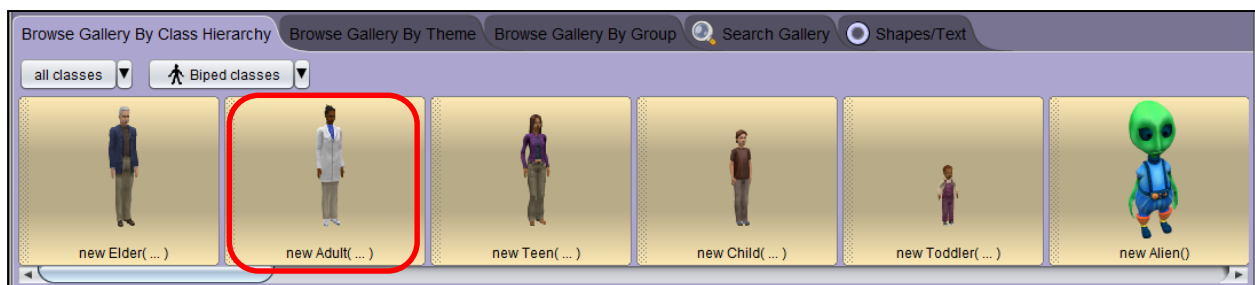 Browse Gallery By Class Hierarchy Browse Gallery By Theme Browse Gallery By Group Search Gallery Shapes/Text
all classes Biped classes
new Elder( ... ) new Adult( ... ) new Teen( ... ) new Child( ... ) new Toddler( ... ) new Alien()